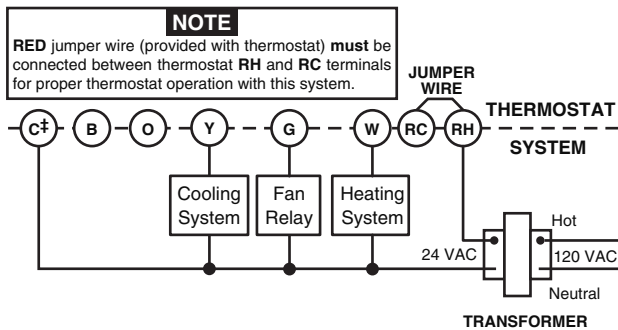 NOTE
RED jumper wire (provided with thermostat) must be
connected between thermostat RH and RC terminals
for proper thermostat operation with this system.
JUMPER
WIRE
THERMOSTAT
C‡ B O Y G W RC RH
SYSTEM
Cooling
System
Fan
Relay
Heating
System
Hot
24 VAC
120 VAC
Neutral
TRANSFORMER